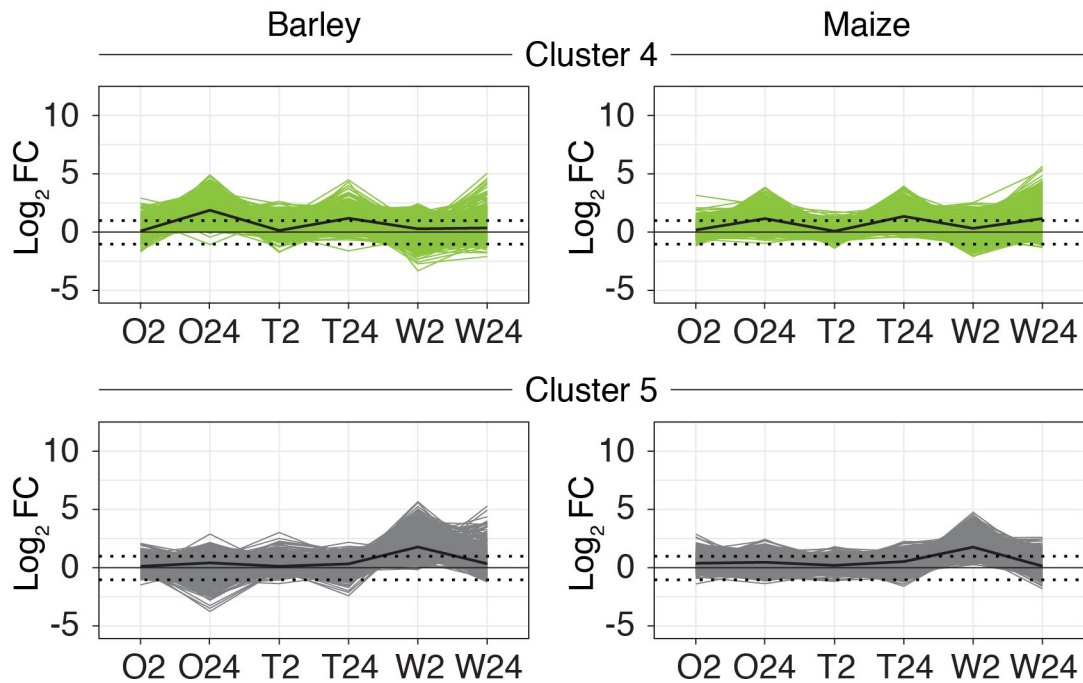 Barley Maize
Cluster 4
10 10
5 5
0 0
-5 -5
Log₂ FC Log₂ FC
O2 O24 T2 T24 W2 W24 O2 O24 T2 T24 W2 W24
Cluster 5
10 10
5 5
0 0
-5 -5
Log₂ FC Log₂ FC
O2 O24 T2 T24 W2 W24 O2 O24 T2 T24 W2 W24